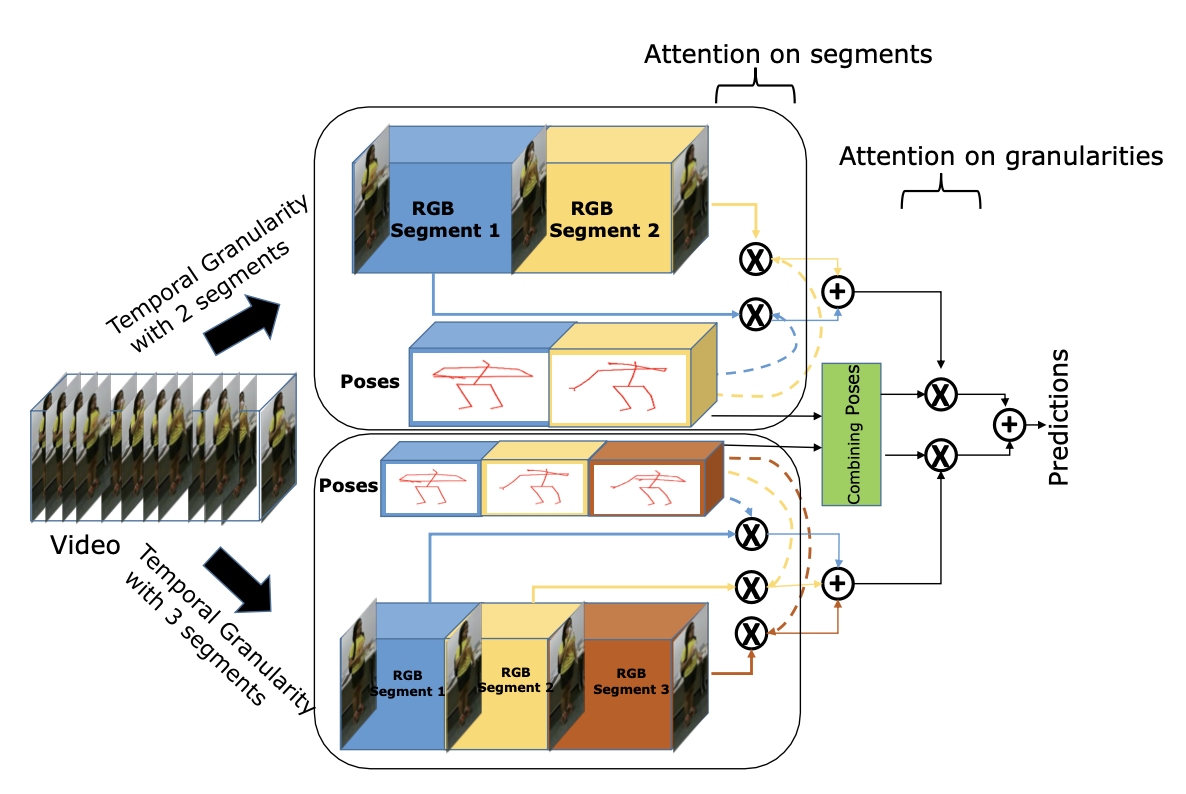 Attention on segments
Attention on granularities
Temporal Granularity
with 2 segments
RGB
Segment 1
RGB
Segment 2
X
+
X
Poses
Combining Poses
X
+
X
Predictions
Poses
Video
X
Temporal Granularity
with 3 segments
X
+
X
RGB
Segment 1
RGB
Segment 2
RGB
Segment 3